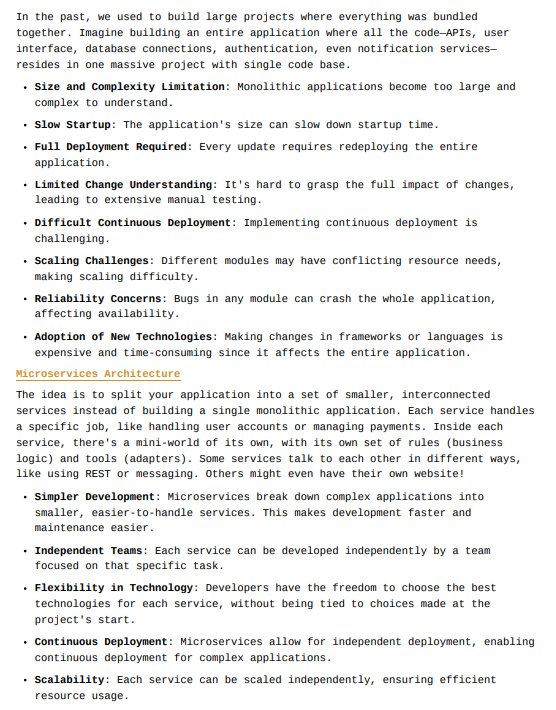 In the past, we used to build large projects where everything was bundled
together. Imagine building an entire application where all the code—APIs, user
interface, database connections, authentication, even notification services—
resides in one massive project with single code base.
• Size and Complexity Limitation: Monolithic applications become too large and
complex to understand.
• Slow Startup: The application's size can slow down startup time.
• Full Deployment Required: Every update requires redeploying the entire
application.
• Limited Change Understanding: It's hard to grasp the full impact of changes,
leading to extensive manual testing.
• Difficult Continuous Deployment: Implementing continuous deployment is
challenging.
• Scaling Challenges: Different modules may have conflicting resource needs,
making scaling difficulty.
• Reliability Concerns: Bugs in any module can crash the whole application,
affecting availability.
• Adoption of New Technologies: Making changes in frameworks or languages is
expensive and time-consuming since it affects the entire application.
Microservices Architecture
The idea is to split your application into a set of smaller, interconnected
services instead of building a single monolithic application. Each service handles
a specific job, like handling user accounts or managing payments. Inside each
service, there's a mini-world of its own, with its own set of rules (business
logic) and tools (adapters). Some services talk to each other in different ways,
like using REST or messaging. Others might even have their own website!
• Simpler Development: Microservices break down complex applications into
smaller, easier-to-handle services. This makes development faster and
maintenance easier.
• Independent Teams: Each service can be developed independently by a team
focused on that specific task.
• Flexibility in Technology: Developers have the freedom to choose the best
technologies for each service, without being tied to choices made at the
project's start.
• Continuous Deployment: Microservices allow for independent deployment, enabling
continuous deployment for complex applications.
• Scalability: Each service can be scaled independently, ensuring efficient
resource usage.